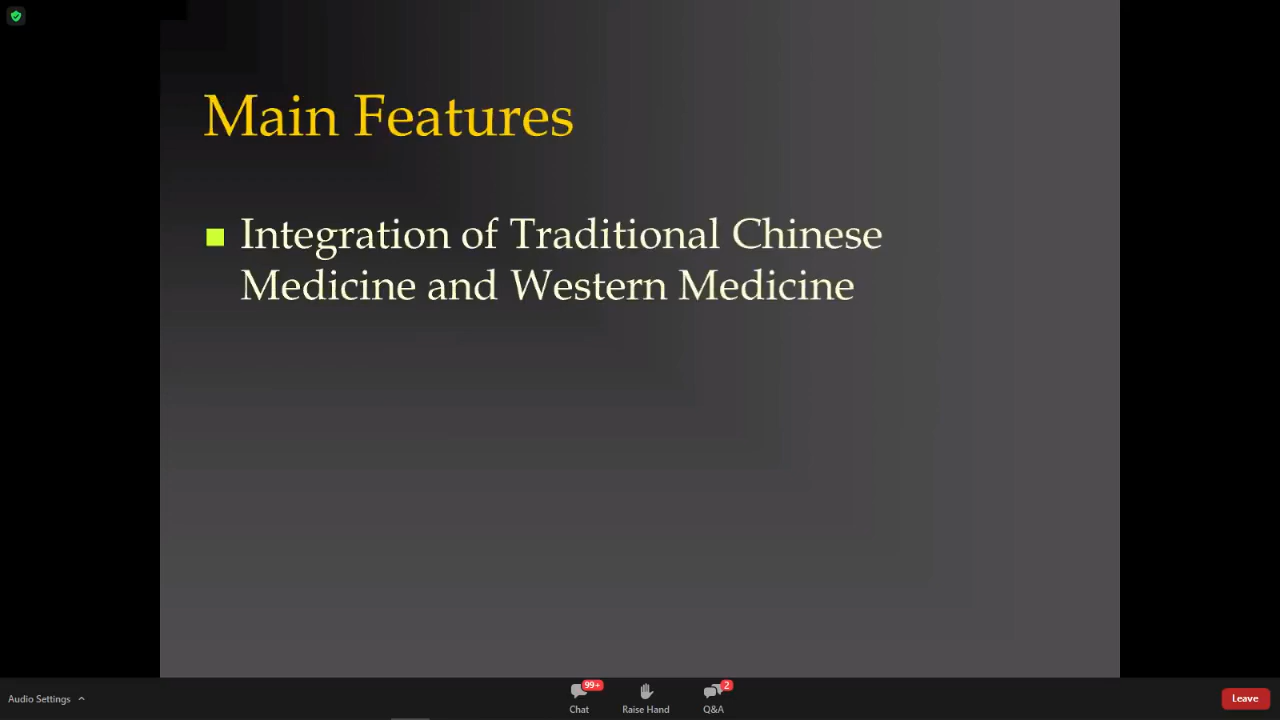 Main Features
Integration of Traditional Chinese
Medicine and Western Medicine
Audio Settings
99+
Chat
Raise Hand
2
Q&A
Leave